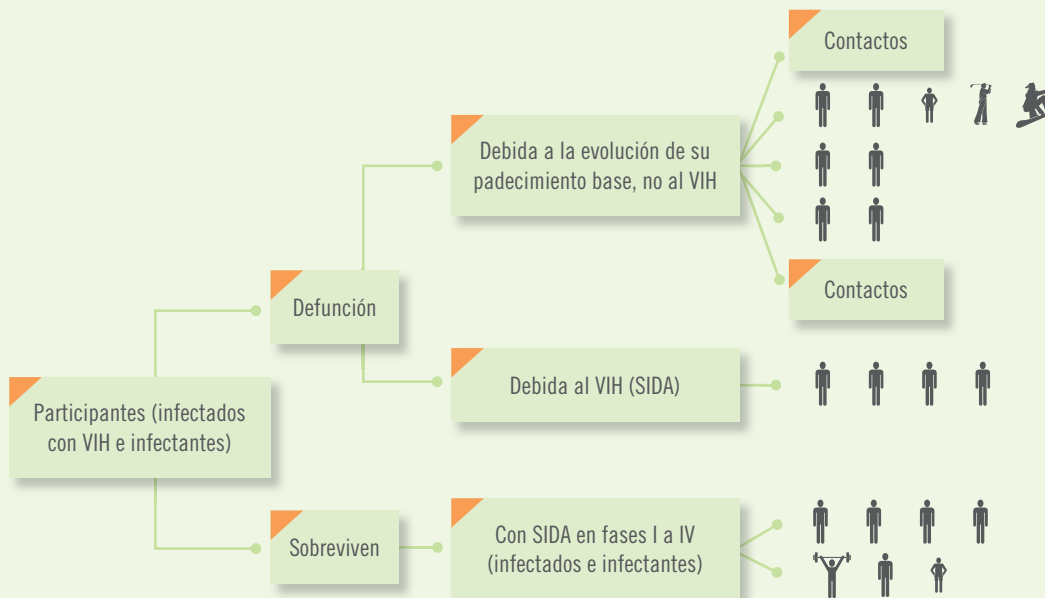 Contactos
Debida a la evolución de su
padecimiento base, no al VIH
Contactos
Defunción
Debida al VIH (SIDA)
Participantes (infectados
con VIH e infectantes)
Sobreviven
Con SIDA en fases I a IV
(infectados e infectantes)